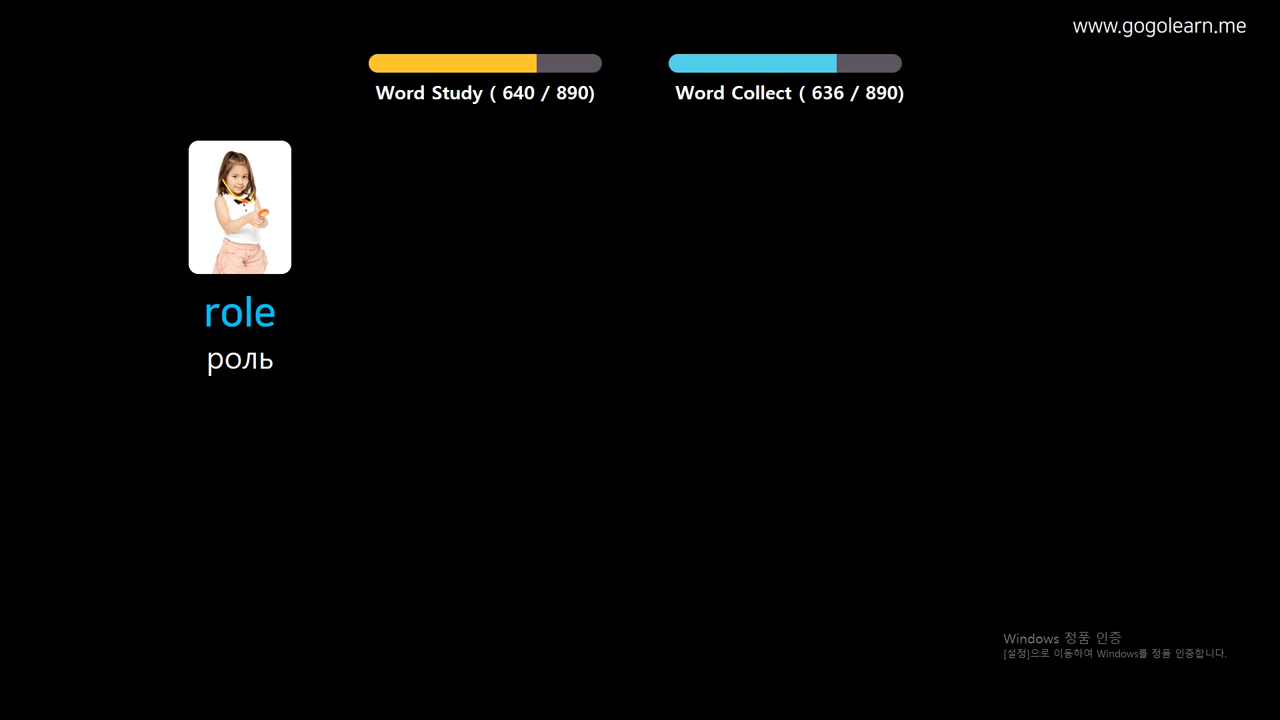 www.gogolearn.me
Word Study ( 640 / 890)
Word Collect ( 636 / 890)
role
роль
Windows 정품 인증
[설정]으로 이동하여 Windows를 정품 인증합니다.